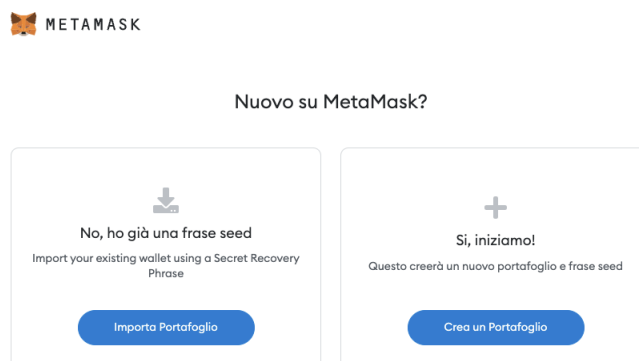 METAMASK
Nuovo su MetaMask?
No, ho già una frase seed
Import your existing wallet using a Secret Recovery
Phrase
Importa Portafoglio
Si, iniziamo!
Questo creerà un nuovo portafoglio e frase seed
Crea un Portafoglio